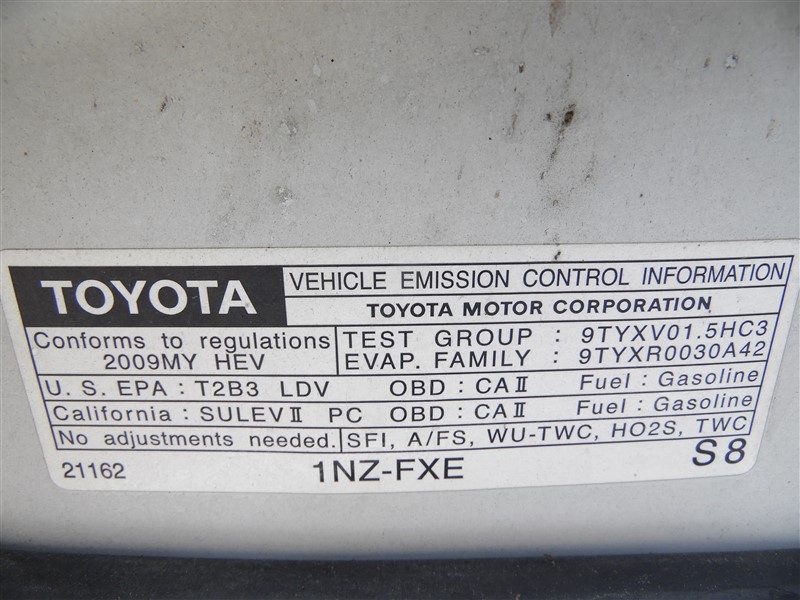 TOYOTA
VEHICLE EMISSION CONTROL INFORMATION
TOYOTA MOTOR CORPORATION
Conforms to regulations
2009MY HEV
TEST GROUP : 9TYXV01.5HC3
EVAP. FAMILY : 9TYXR0030A42
U. S. EPA : T2B3 LDV OBD : CAⅡ Fuel : Gasoline
California : SULEVⅡ PC OBD : CAⅡ Fuel : Gasoline
No adjustments needed.
SFI, A/FS, WU-TWC, HO2S, TWC
21162 1NZ-FXE S8